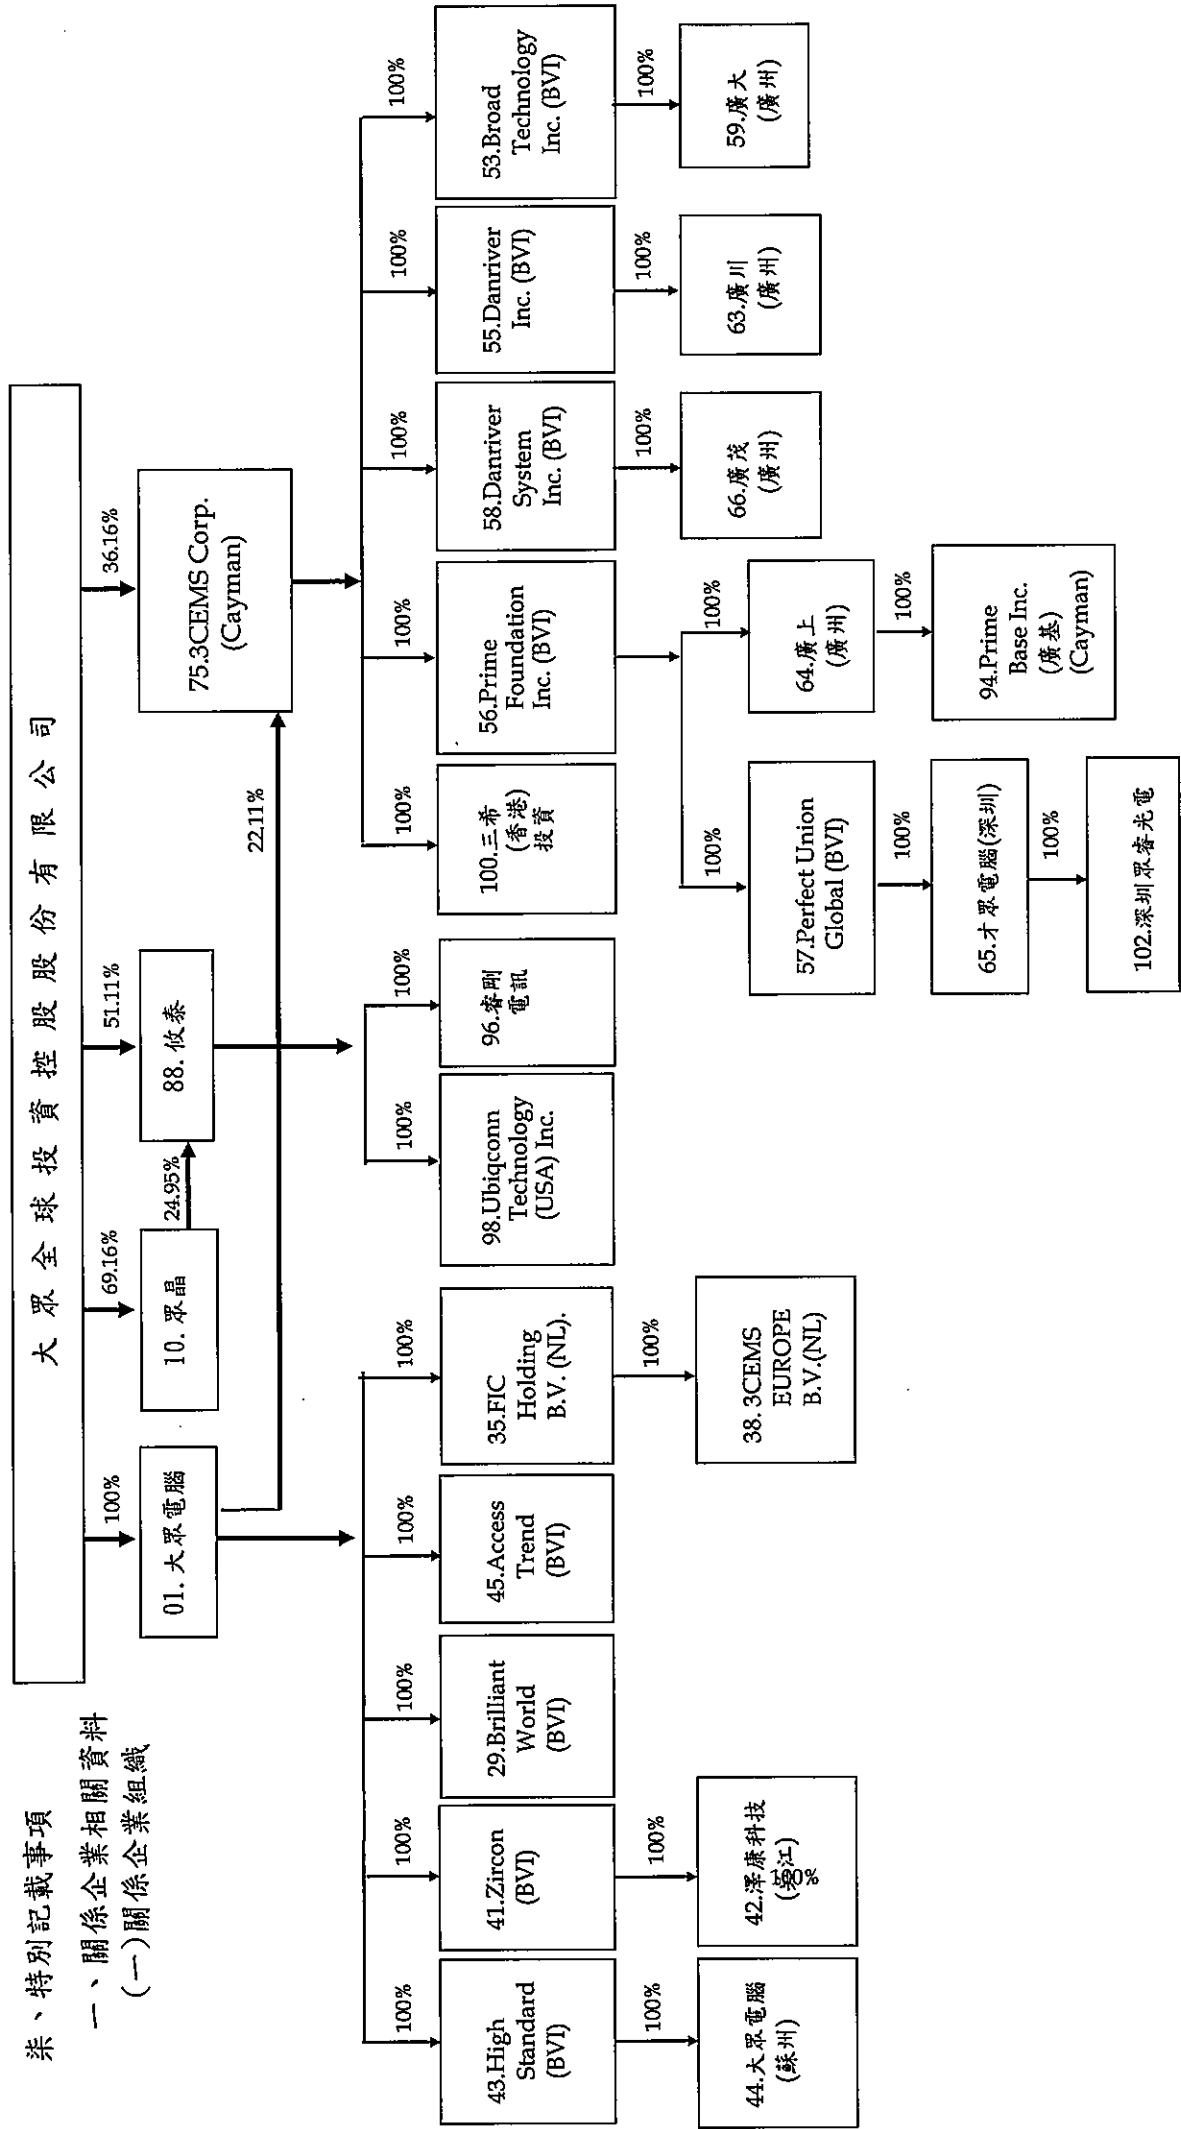 柒、特別記載事項
一、關係企業相關資料
(一)關係企業組織
大眾全球投資控股股份有限公司
100%
69.16%
51.11%
36.16%
01.大眾電腦
10.眾晶
24.95%
88.攸泰
22.11%
75.3CEMS Corp.
(Cayman)
100%
100%
100%
100%
100%
43.High
Standard
(BVI)
41.Zircon
(BVI)
29.Brilliant
World
(BVI)
45.Access
Trend
(BVI)
35.FIC
Holding
B.V. (NL).
100%
100%
98.Ubiqconn
Technology
(USA) Inc.
96.睿剛
電訊
100%
100%
100%
100%
100%
100.三希
(香港)
投資
56.Prime
Foundation
Inc. (BVI)
58.Danriver
System
Inc. (BVI)
55.Danriver
Inc. (BVI)
53.Broad
Technology
Inc. (BVI)
100%
100%
100%
44.大眾電腦
(蘇州)
42.澤康科技
(吳江)
100%
38.3CEMS
EUROPE
B.V.(NL)
100%
100%
100%
100%
100%
57.Perfect Union
Global (BVI)
64.廣上
(廣州)
66.廣茂
(廣州)
63.廣川
(廣州)
59.廣大
(廣州)
100%
100%
65.才眾電腦(深圳)
94.Prime
Base Inc.
(廣基)
(Cayman)
100%
102.深圳眾睿光電